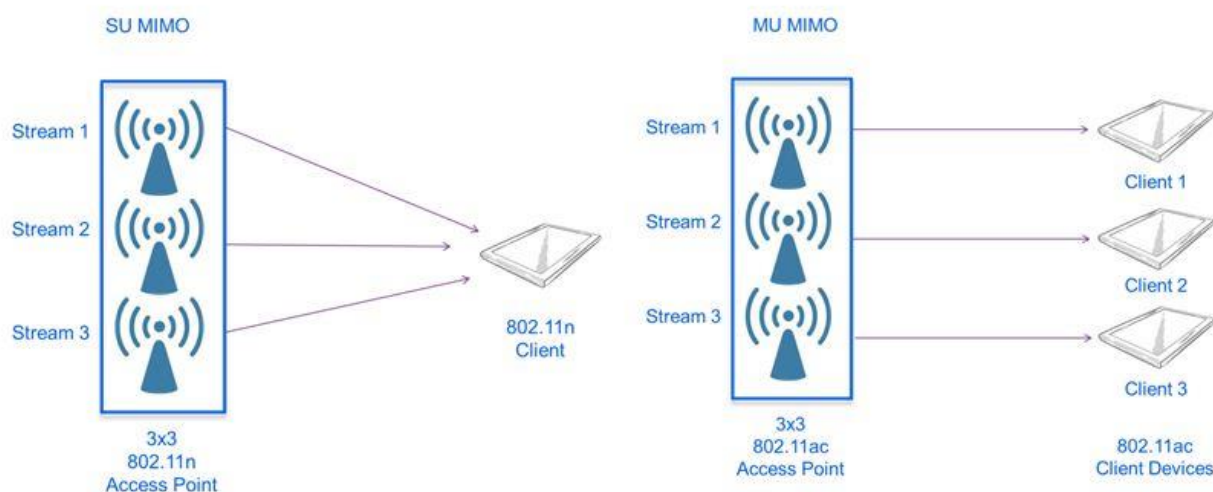 SU MIMO
Stream 1
Stream 2
Stream 3
3x3
802.11n
Access Point
802.11n
Client
MU MIMO
Stream 1
Stream 2
Stream 3
3x3
802.11ac
Access Point
Client 1
Client 2
Client 3
802.11ac
Client Devices